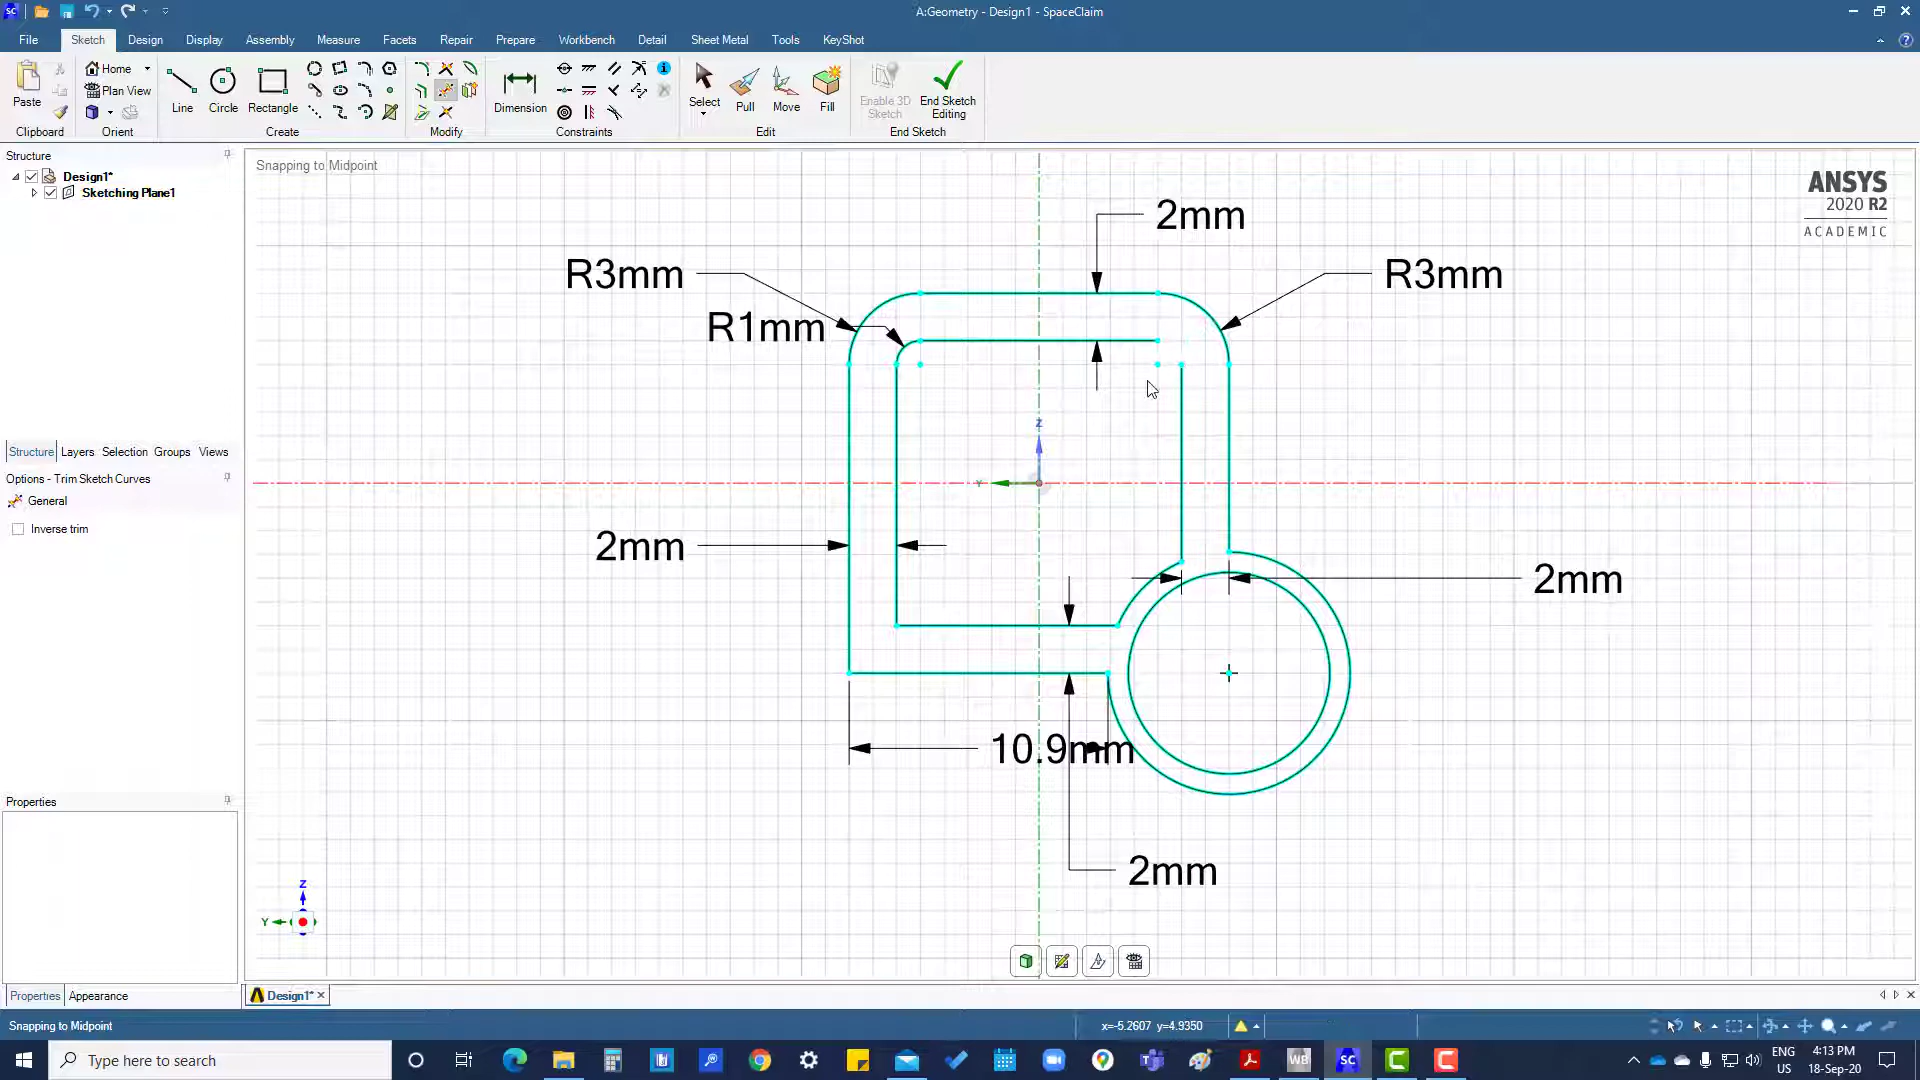 A:Geometry - Design1 - SpaceClaim
File Sketch Design Display Assembly Measure Facets Repair Prepare Workbench Detail Sheet Metal Tools KeyShot
Paste
Home
Plan View
Line Circle Rectangle
Dimension
Select Pull Move Fill
Enable 3D Sketch
End Sketch Editing
Clipboard Orient Create Modify Constraints Edit End Sketch
Structure
Design1*
Sketching Plane1
Structure Layers Selection Groups Views
Options - Trim Sketch Curves
General
Inverse trim
Properties
Properties Appearance
Snapping to Midpoint
ANSYS
2020 R2
ACADEMIC
2mm
R3mm
R3mm
R1mm
Z
Y
2mm
2mm
10.9mm
2mm
Z
Y
Design1*
Snapping to Midpoint
x=-5.2607 y=4.9350
Type here to search
WB
SC
ENG
US
4:13 PM
18-Sep-20